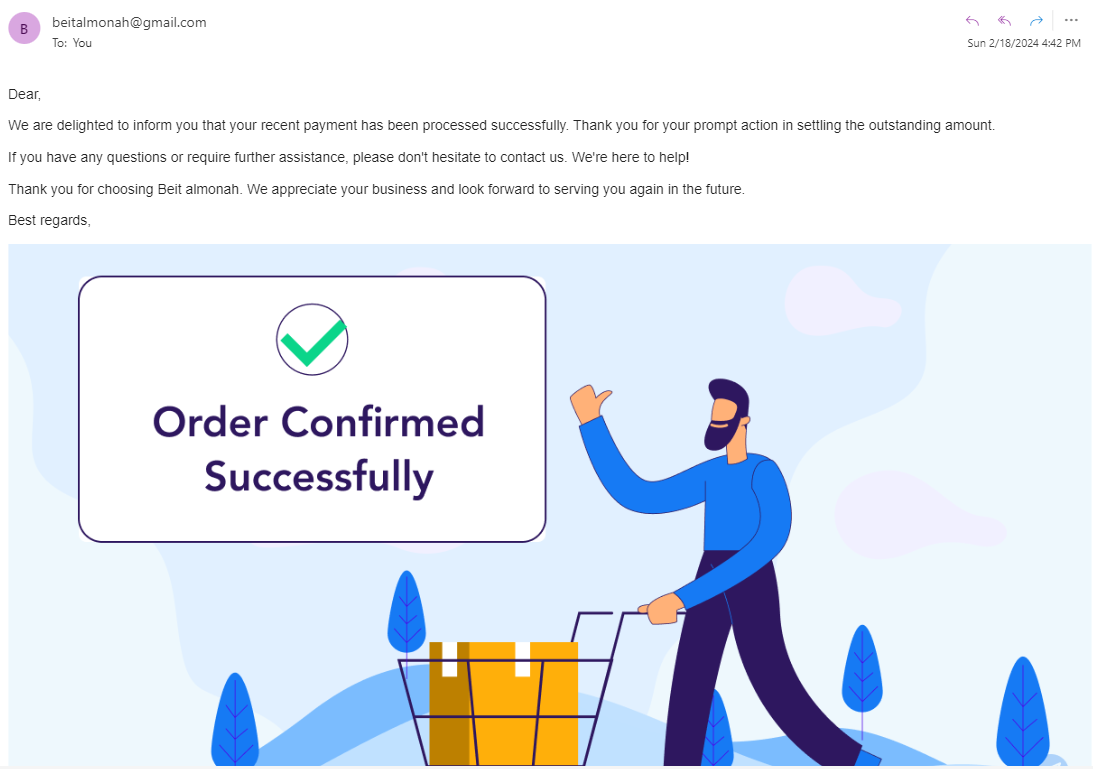 B
beitalmonah@gmail.com
To: You
Sun 2/18/2024 4:42 PM
Dear,
We are delighted to inform you that your recent payment has been processed successfully. Thank you for your prompt action in settling the outstanding amount.
If you have any questions or require further assistance, please don't hesitate to contact us. We're here to help!
Thank you for choosing Beit almonah. We appreciate your business and look forward to serving you again in the future.
Best regards,
Order Confirmed
Successfully